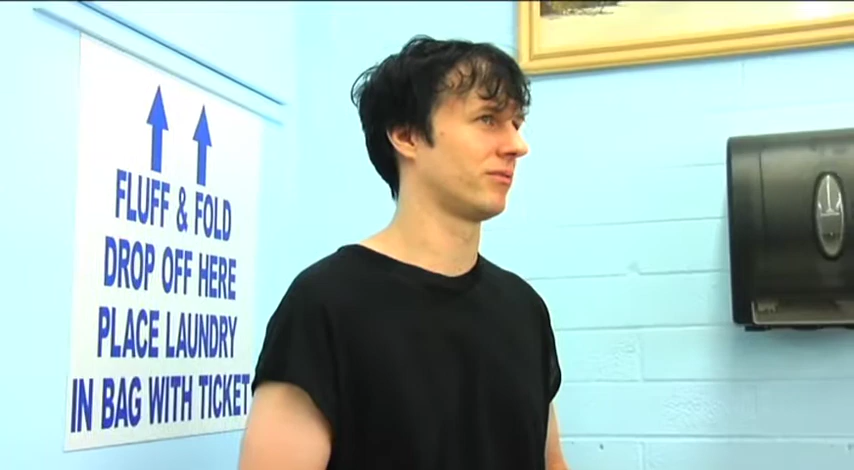 FLUFF & FOLD
DROP OFF HERE
PLACE LAUNDRY
IN BAG WITH TICKET